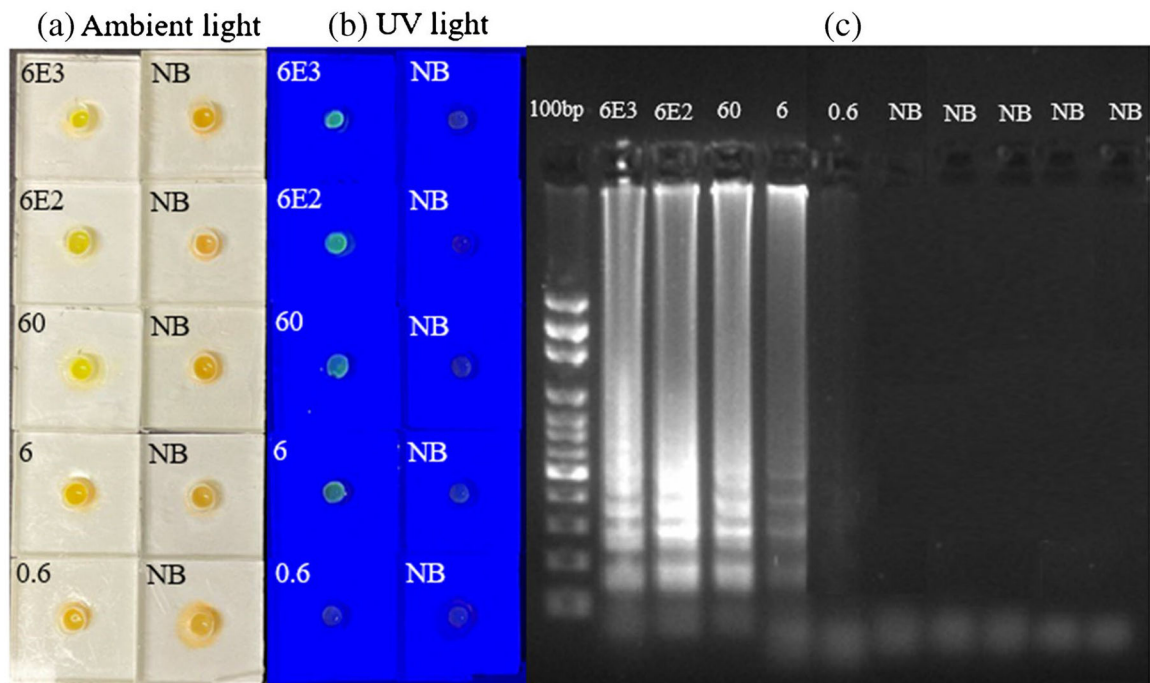 (a) Ambient light (b) UV light (c)
6E3 NB 6E3 NB
100bp 6E3 6E2 60 6 0.6 NB NB NB NB NB
6E2 NB 6E2 NB
60 NB 60 NB
6 NB 6 NB
0.6 NB 0.6 NB